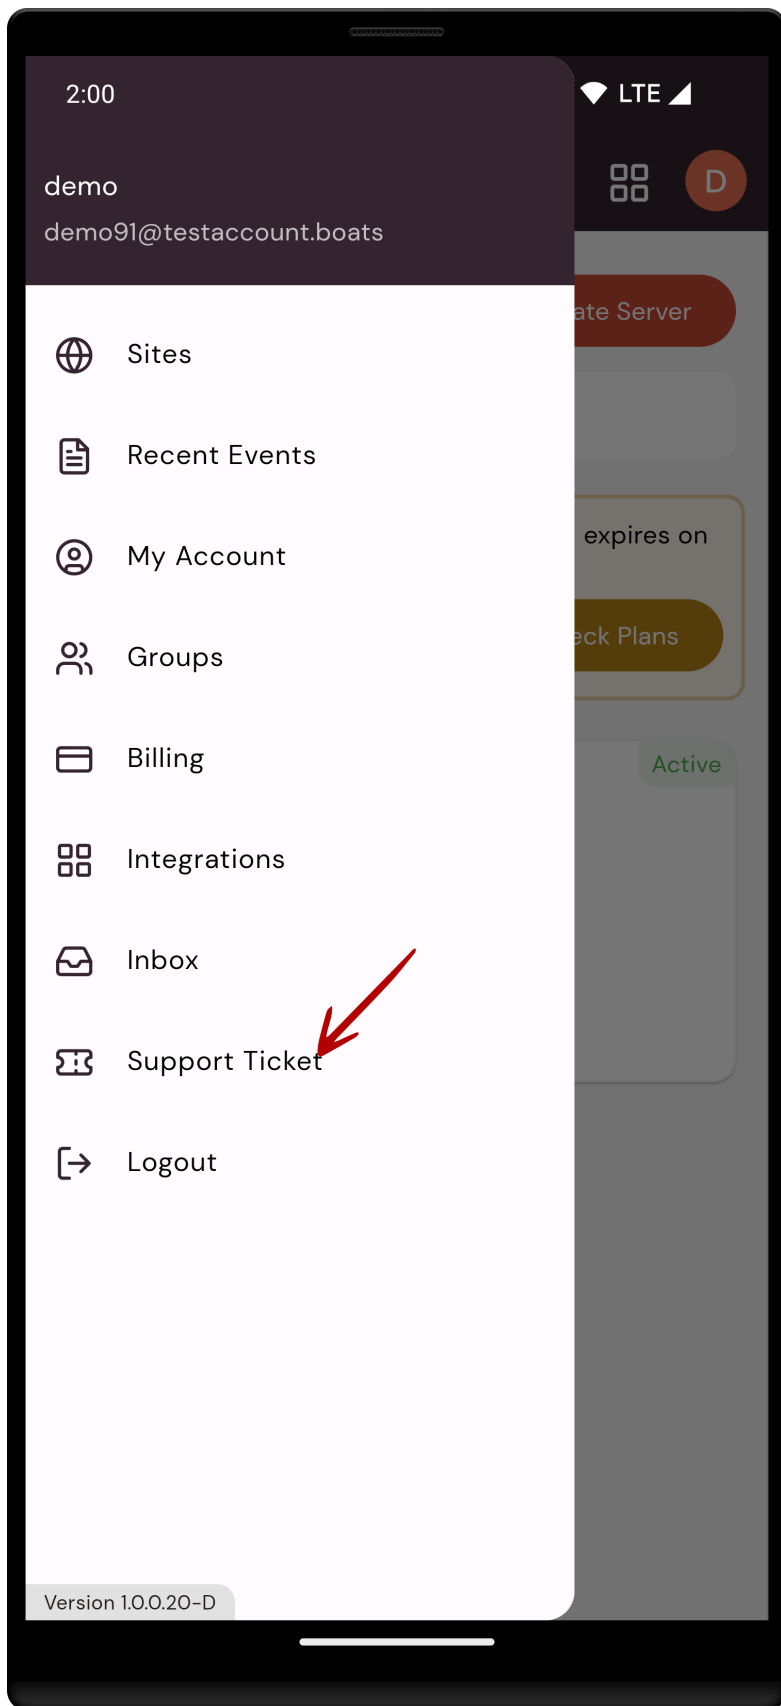 2:00
LTE
demo
demo91@testaccount.boats
D
ate Server
Sites
Recent Events
expires on
My Account
eck Plans
Groups
Billing
Active
Integrations
Inbox
Support Ticket
Logout
Version 1.0.0.20-D